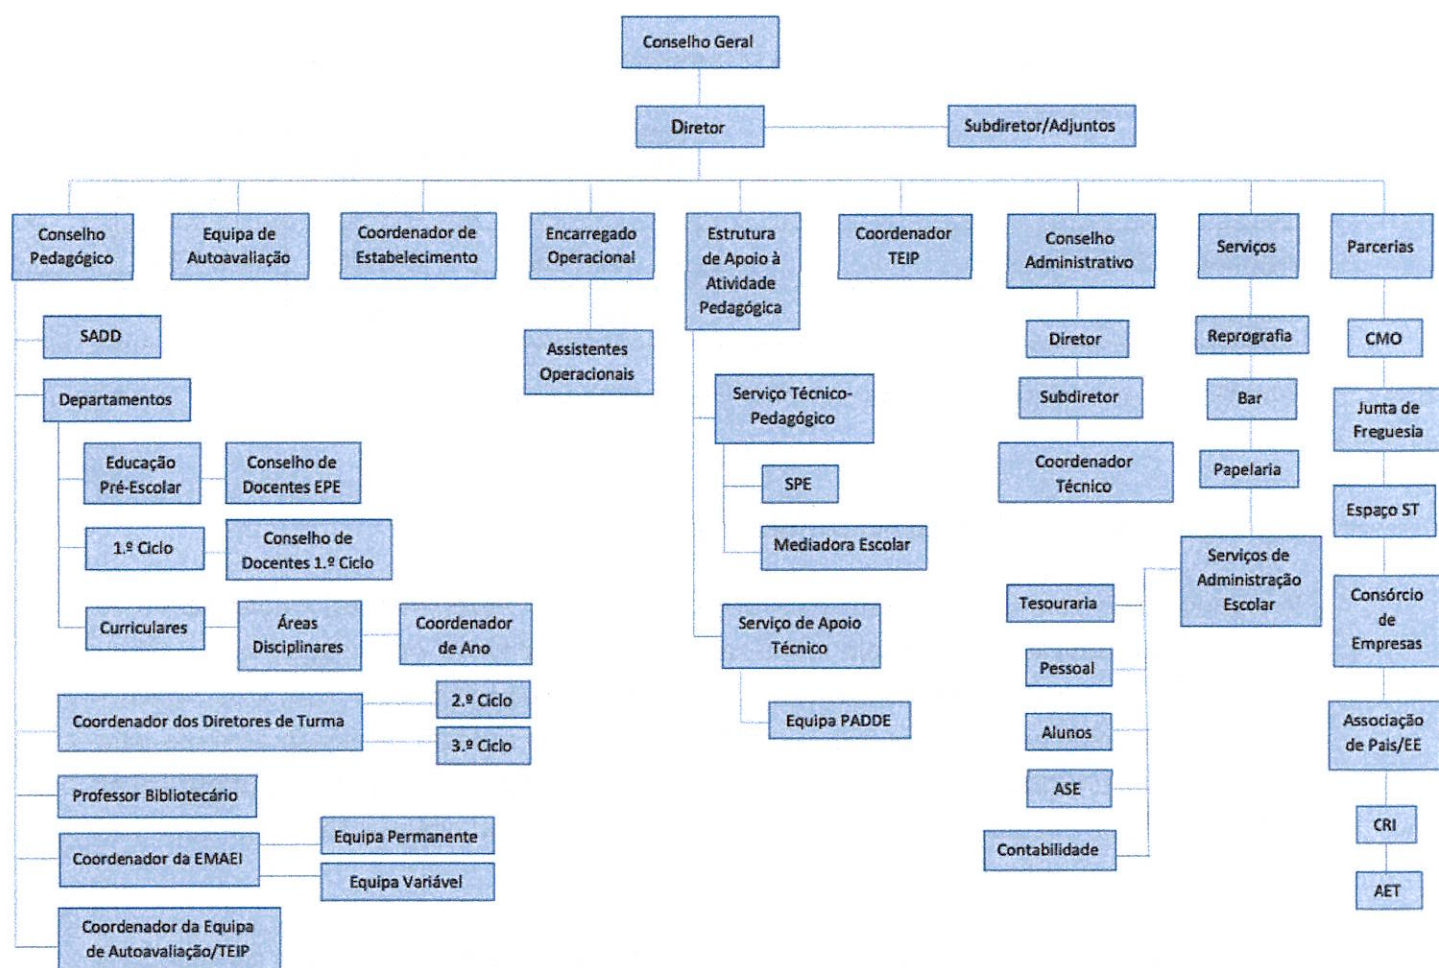 Conselho Geral
Diretor
Subdiretor/Adjuntos
Conselho
Pedagógico
Equipa de
Autoavaliação
Coordenador de
Estabelecimento
Encarregado
Operacional
Estrutura
de Apoio à
Atividade
Pedagógica
Coordenador
TEIP
Conselho
Administrativo
Serviços
Parcerias
SADD
Departamentos
Educação
Pré-Escolar
Conselho de
Docentes EPE
1.º Ciclo
Conselho de
Docentes 1.º Ciclo
Curriculares
Áreas
Disciplinares
Coordenador
de Ano
Coordenador dos Diretores de Turma
2.º Ciclo
3.º Ciclo
Professor Bibliotecário
Coordenador da EMAEI
Equipa Permanente
Equipa Variável
Coordenador da Equipa
de Autoavaliação/TEIP
Assistentes
Operacionais
Serviço Técnico-
Pedagógico
SPE
Mediadora Escolar
Serviço de Apoio
Técnico
Equipa PADDE
Diretor
Subdiretor
Coordenador
Técnico
Reprografia
Bar
Papelaria
Serviços de
Administração
Escolar
Tesouraria
Pessoal
Alunos
ASE
Contabilidade
CMO
Junta de
Freguesia
Espaço ST
Consórcio
de
Empresas
Associação
de Pais/EE
CRI
AET